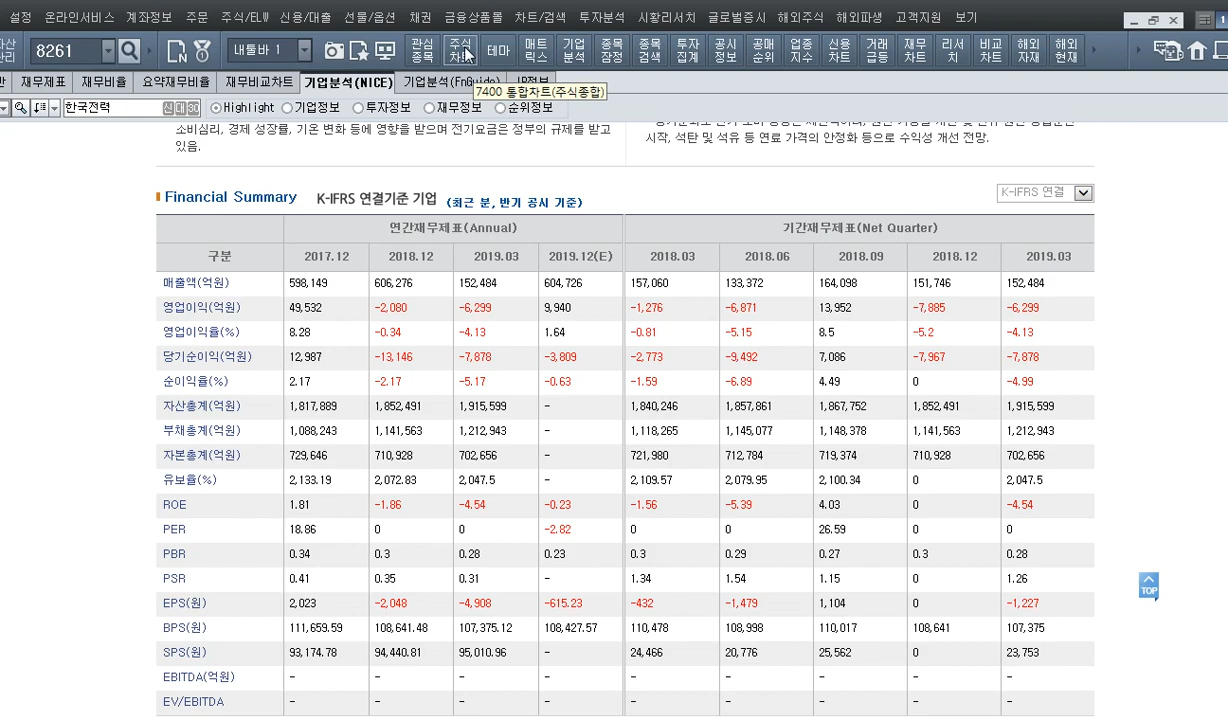 설정 온라인서비스 계좌정보 주문 주식/ELW 신용/대출 선물/옵션 채권 금융상품몰 차트/검색 투자분석 시황리서치 글로벌증시 해외주식 해외파생 고객지원 보기
자산관리 8261 내툴바 1 관심종목 주식차트 테마 매트릭스 기업분석 종목잠정 종목검색 투자집계 공시정보 공매순위 업종지수 신용차트 거래급등 재무차트 리서치 비교차트 해외자재 해외현재
재무제표 재무비율 요약재무비율 재무비교차트 기업분석(NICE) 기업분석(FnGuide) IR정보
7400 통합차트(주식종합)
한국전력 신 대 30 Highlight 기업정보 투자정보 재무정보 순위정보
소비심리, 경제 성장률, 기온 변화 등에 영향을 받으며 전기요금은 정부의 규제를 받고
있음.
시작, 석탄 및 석유 등 연료 가격의 안정화 등으로 수익성 개선 전망.
Financial Summary K-IFRS 연결기준 기업 (최근 분,반기 공시 기준) K-IFRS 연결
연간재무제표(Annual) 기간재무제표(Net Quarter)
구분 2017.12 2018.12 2019.03 2019.12(E) 2018.03 2018.06 2018.09 2018.12 2019.03
매출액(억원) 598,149 606,276 152,484 604,726 157,060 133,372 164,098 151,746 152,484
영업이익(억원) 49,532 -2,080 -6,299 9,940 -1,276 -6,871 13,952 -7,885 -6,299
영업이익률(%) 8.28 -0.34 -4.13 1.64 -0.81 -5.15 8.5 -5.2 -4.13
당기순이익(억원) 12,987 -13,146 -7,878 -3,809 -2,773 -9,492 7,086 -7,967 -7,878
순이익률(%) 2.17 -2.17 -5.17 -0.63 -1.59 -6.89 4.49 0 -4.99
자산총계(억원) 1,817,889 1,852,491 1,915,599 - 1,840,246 1,857,861 1,867,752 1,852,491 1,915,599
부채총계(억원) 1,088,243 1,141,563 1,212,943 - 1,118,265 1,145,077 1,148,378 1,141,563 1,212,943
자본총계(억원) 729,646 710,928 702,656 - 721,980 712,784 719,374 710,928 702,656
유보율(%) 2,133.19 2,072.83 2,047.5 - 2,109.57 2,079.95 2,100.34 0 2,047.5
ROE 1.81 -1.86 -4.54 -0.23 -1.56 -5.39 4.03 0 -4.54
PER 18.86 0 0 -2.82 0 0 26.59 0 0
PBR 0.34 0.3 0.28 0.23 0.3 0.29 0.27 0.3 0.28
PSR 0.41 0.35 0.31 - 1.34 1.54 1.15 0 1.26
EPS(원) 2,023 -2,048 -4,908 -615.23 -432 -1,479 1,104 0 -1,227
BPS(원) 111,659.59 108,641.48 107,375.12 108,427.57 110,478 108,998 110,017 108,641 107,375
SPS(원) 93,174.78 94,440.81 95,010.96 - 24,466 20,776 25,562 0 23,753
EBITDA(억원) - - - - - - - - -
EV/EBITDA - - - - - - - - -
TOP